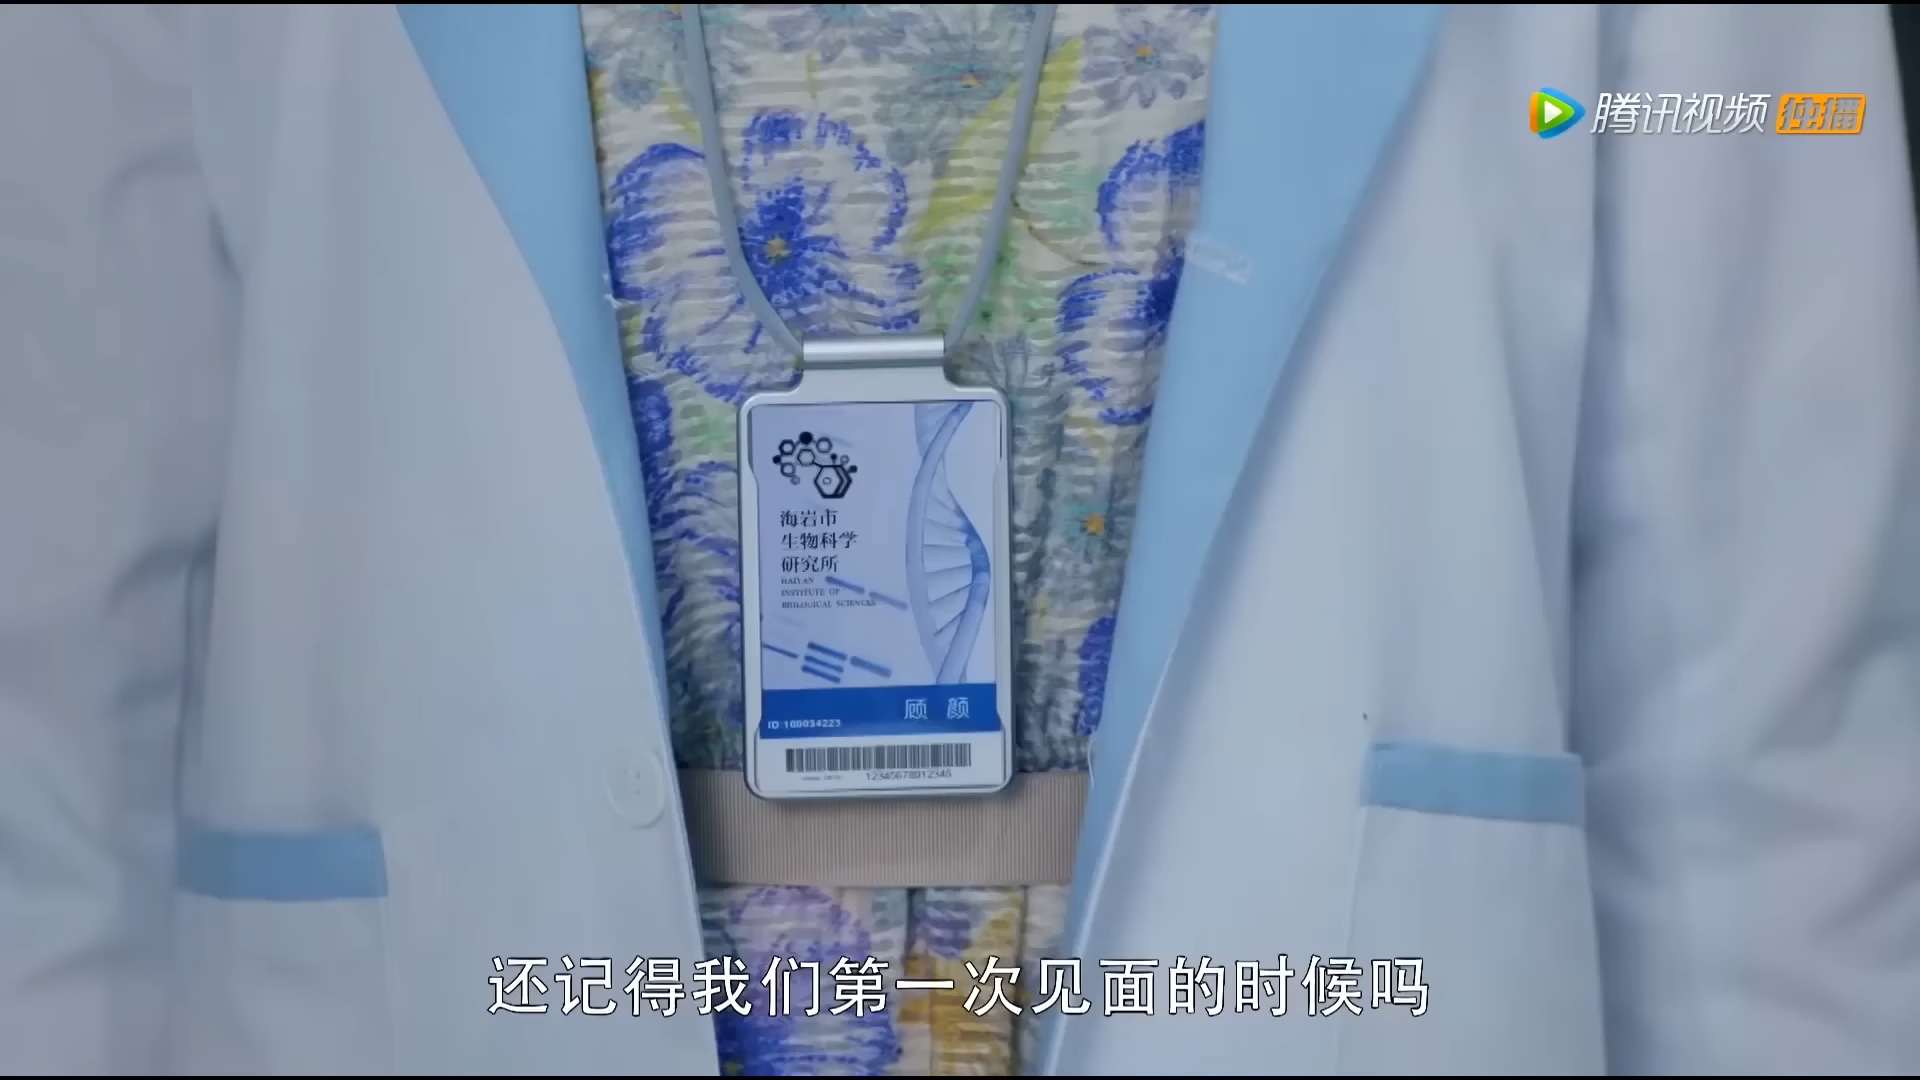 腾讯视频 独播
海岩市
生物科学
研究所
HAIYAN
INSTITUTE OF
BIOLOGICAL SCIENCES
顾 颜
ID:100034223
12345678912346
还记得我们第一次见面的时候吗